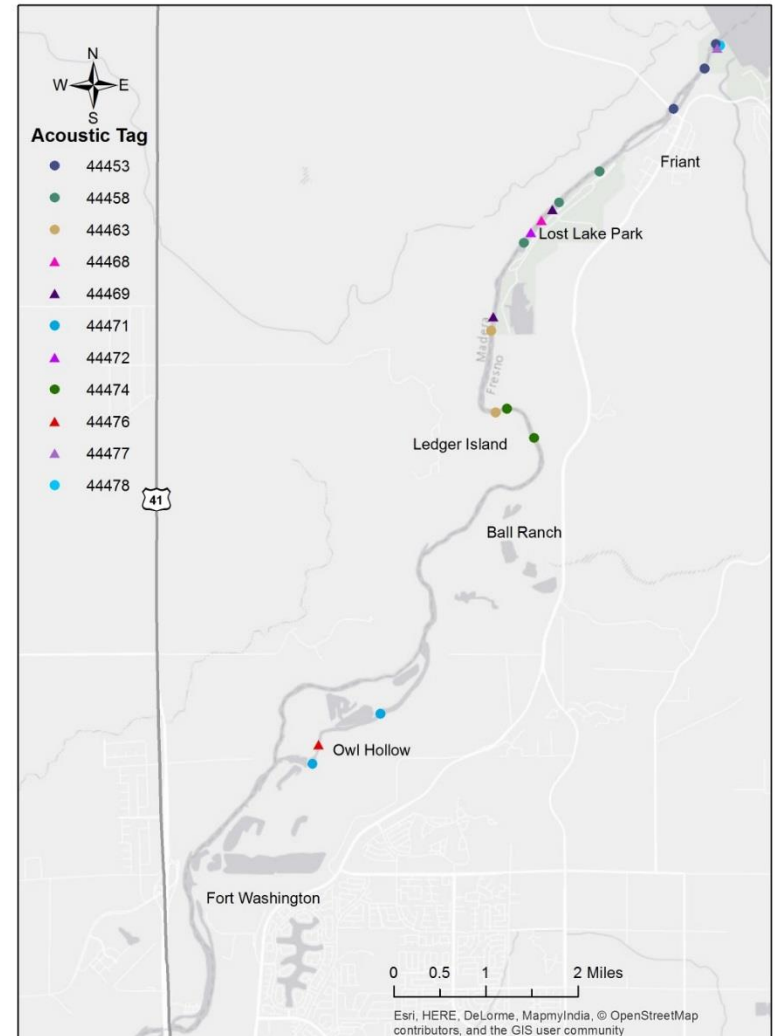 N
W E
S
Acoustic Tag
44453
44458
44463
44468
44469
44471
44472
44474
44476
44477
44478
41
Friant
Lost Lake Park
Madera
Fresno
Ledger Island
Ball Ranch
Owl Hollow
Fort Washington
0 0.5 1 2 Miles
Esri, HERE, DeLorme, MapmyIndia, © OpenStreetMap
contributors, and the GIS user community